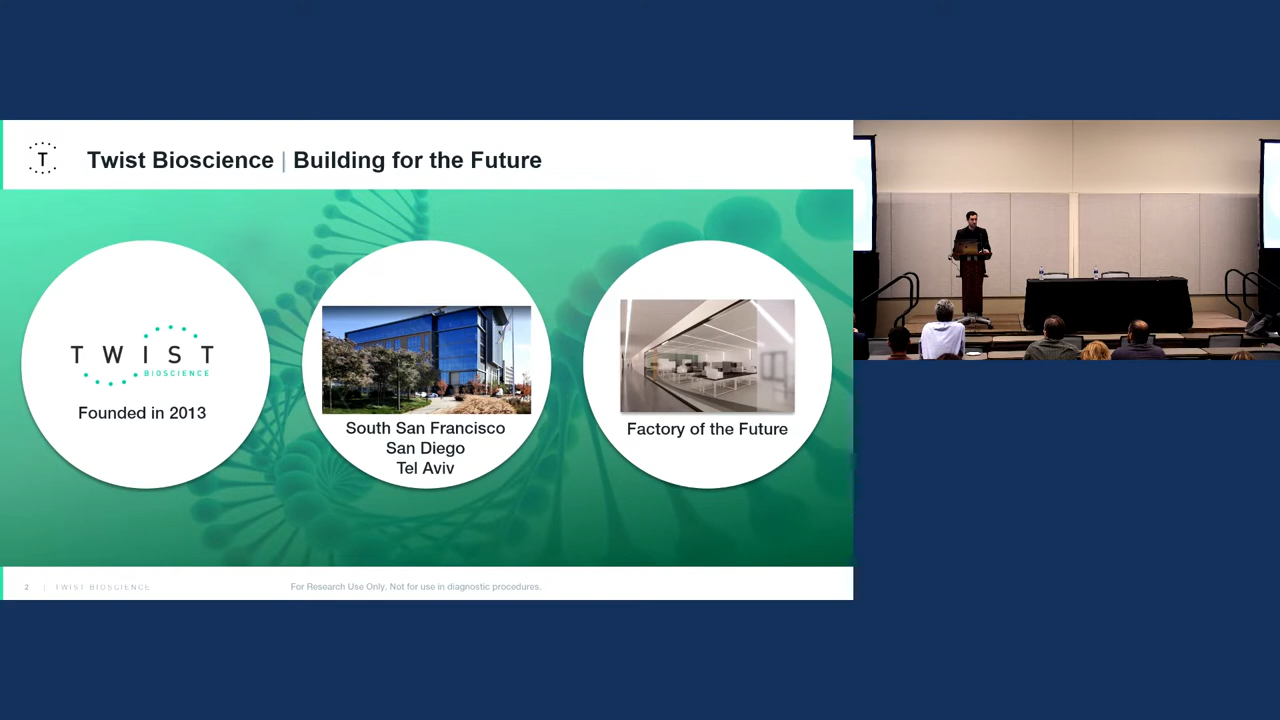 T
Twist Bioscience | Building for the Future
TWIST
BIOSCIENCE
Founded in 2013
South San Francisco
San Diego
Tel Aviv
Factory of the Future
2 | TWIST BIOSCIENCE
For Research Use Only. Not for use in diagnostic procedures.